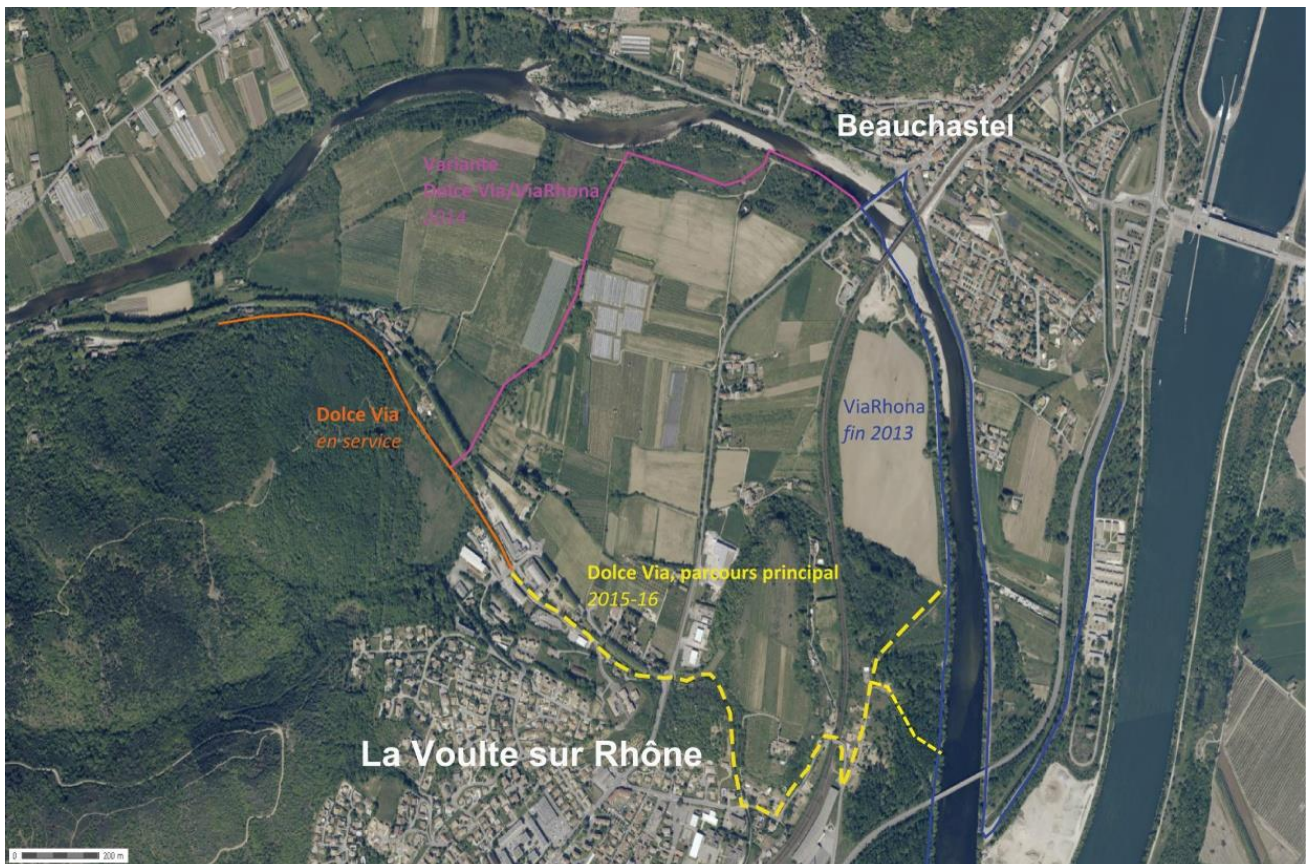 Beauchastel
Variante
Dolce Via/ViaRhona
2014
Dolce Via
en service
ViaRhona
fin 2013
Dolce Via, parcours principal
2015-16
La Voulte sur Rhône
0 200 m